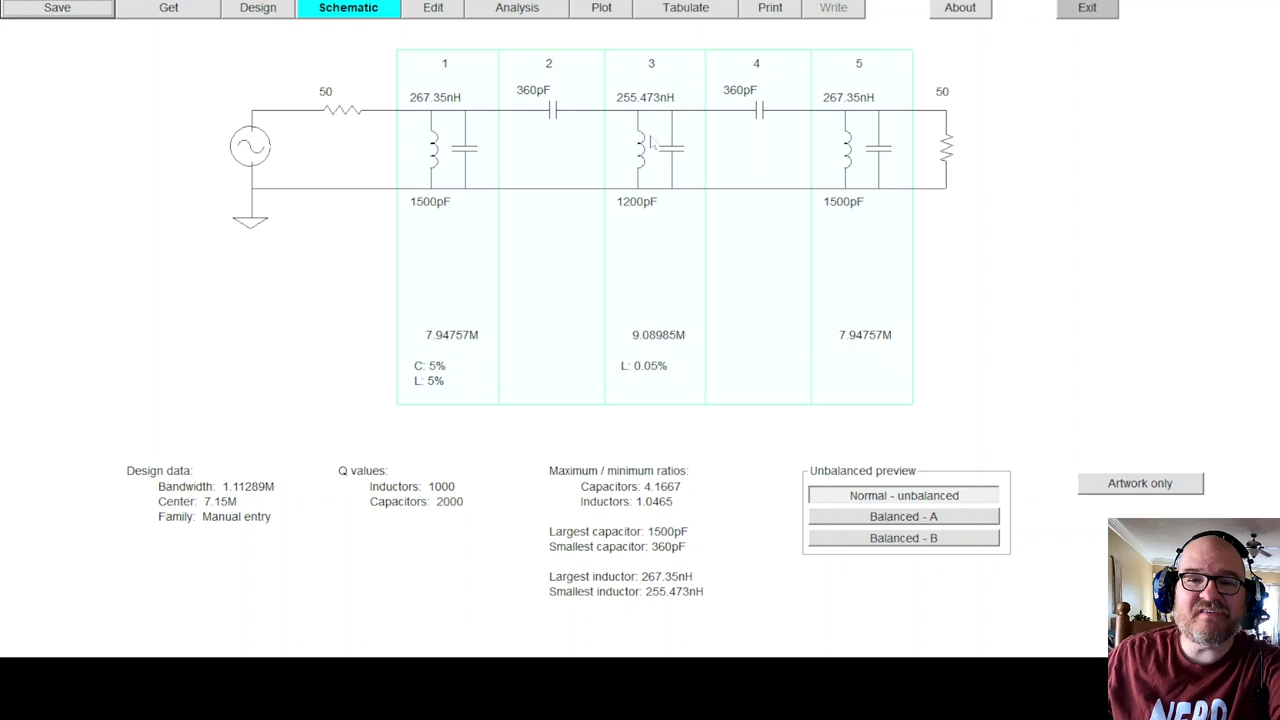 Save Get Design Schematic Edit Analysis Plot Tabulate Print Write About Exit
1 2 3 4 5
50 267.35nH 360pF 255.473nH 360pF 267.35nH 50
1500pF 1200pF 1500pF
7.94757M 9.08985M 7.94757M
C: 5% L: 0.05%
L: 5%
Design data:
Bandwidth: 1.11289M
Center: 7.15M
Family: Manual entry
Q values:
Inductors: 1000
Capacitors: 2000
Maximum / minimum ratios:
Capacitors: 4.1667
Inductors: 1.0465
Largest capacitor: 1500pF
Smallest capacitor: 360pF
Largest inductor: 267.35nH
Smallest inductor: 255.473nH
Unbalanced preview
Normal - unbalanced
Balanced - A
Balanced - B
Artwork only
NERD